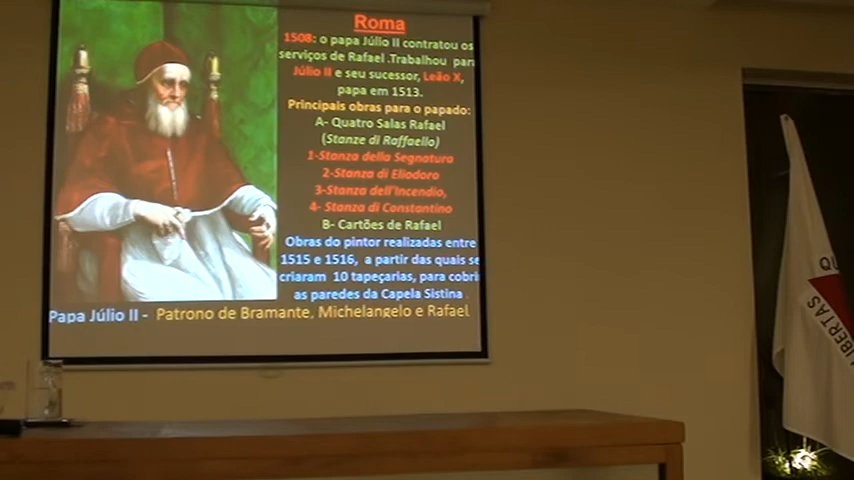 Roma
1508: o papa Júlio II contratou os
serviços de Rafael .Trabalhou para
Júlio II e seu sucessor, Leão X,
papa em 1513.
Principais obras para o papado:
A- Quatro Salas Rafael
(Stanze di Raffaello)
1-Stanza della Segnatura
2-Stanza di Eliodoro
3-Stanza dell'Incendio,
4- Stanza di Constantino
B- Cartões de Rafael
Obras do pintor realizadas entre
1515 e 1516, a partir das quais se
criaram 10 tapeçarias, para cobrir
as paredes da Capela Sistina .
Papa Júlio II - Patrono de Bramante, Michelangelo e Rafael
LIBERTAS
QU